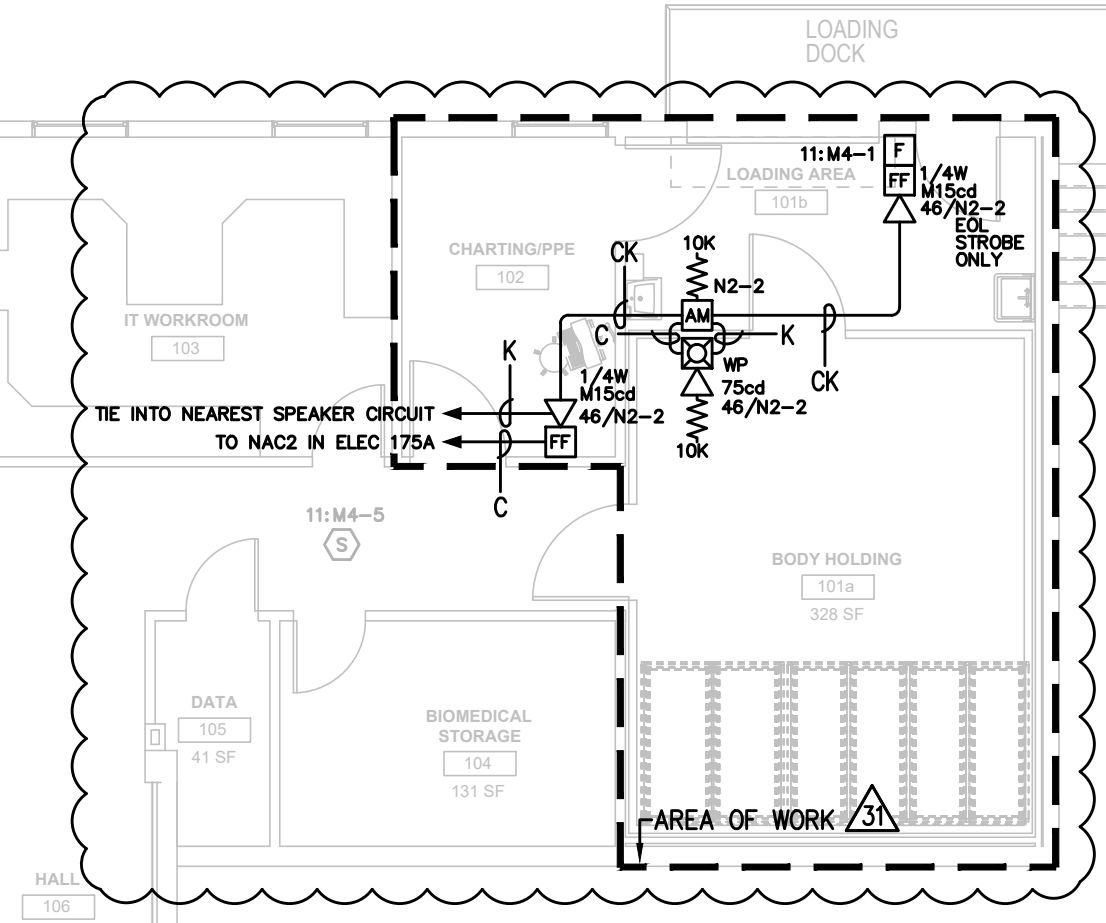 LOADING
DOCK
11:M4-1
F
FF
1/4W
M15cd
46/N2-2
EOL
STROBE
ONLY
LOADING AREA
101b
CHARTING/PPE
102
CK
10K
N2-2
AM
C
K
WP
75cd
46/N2-2
10K
CK
IT WORKROOM
103
K
1/4W
M15cd
46/N2-2
TIE INTO NEAREST SPEAKER CIRCUIT
TO NAC2 IN ELEC 175A
FF
C
11:M4-5
S
BODY HOLDING
101a
328 SF
DATA
105
41 SF
BIOMEDICAL
STORAGE
104
131 SF
AREA OF WORK
31
HALL
106